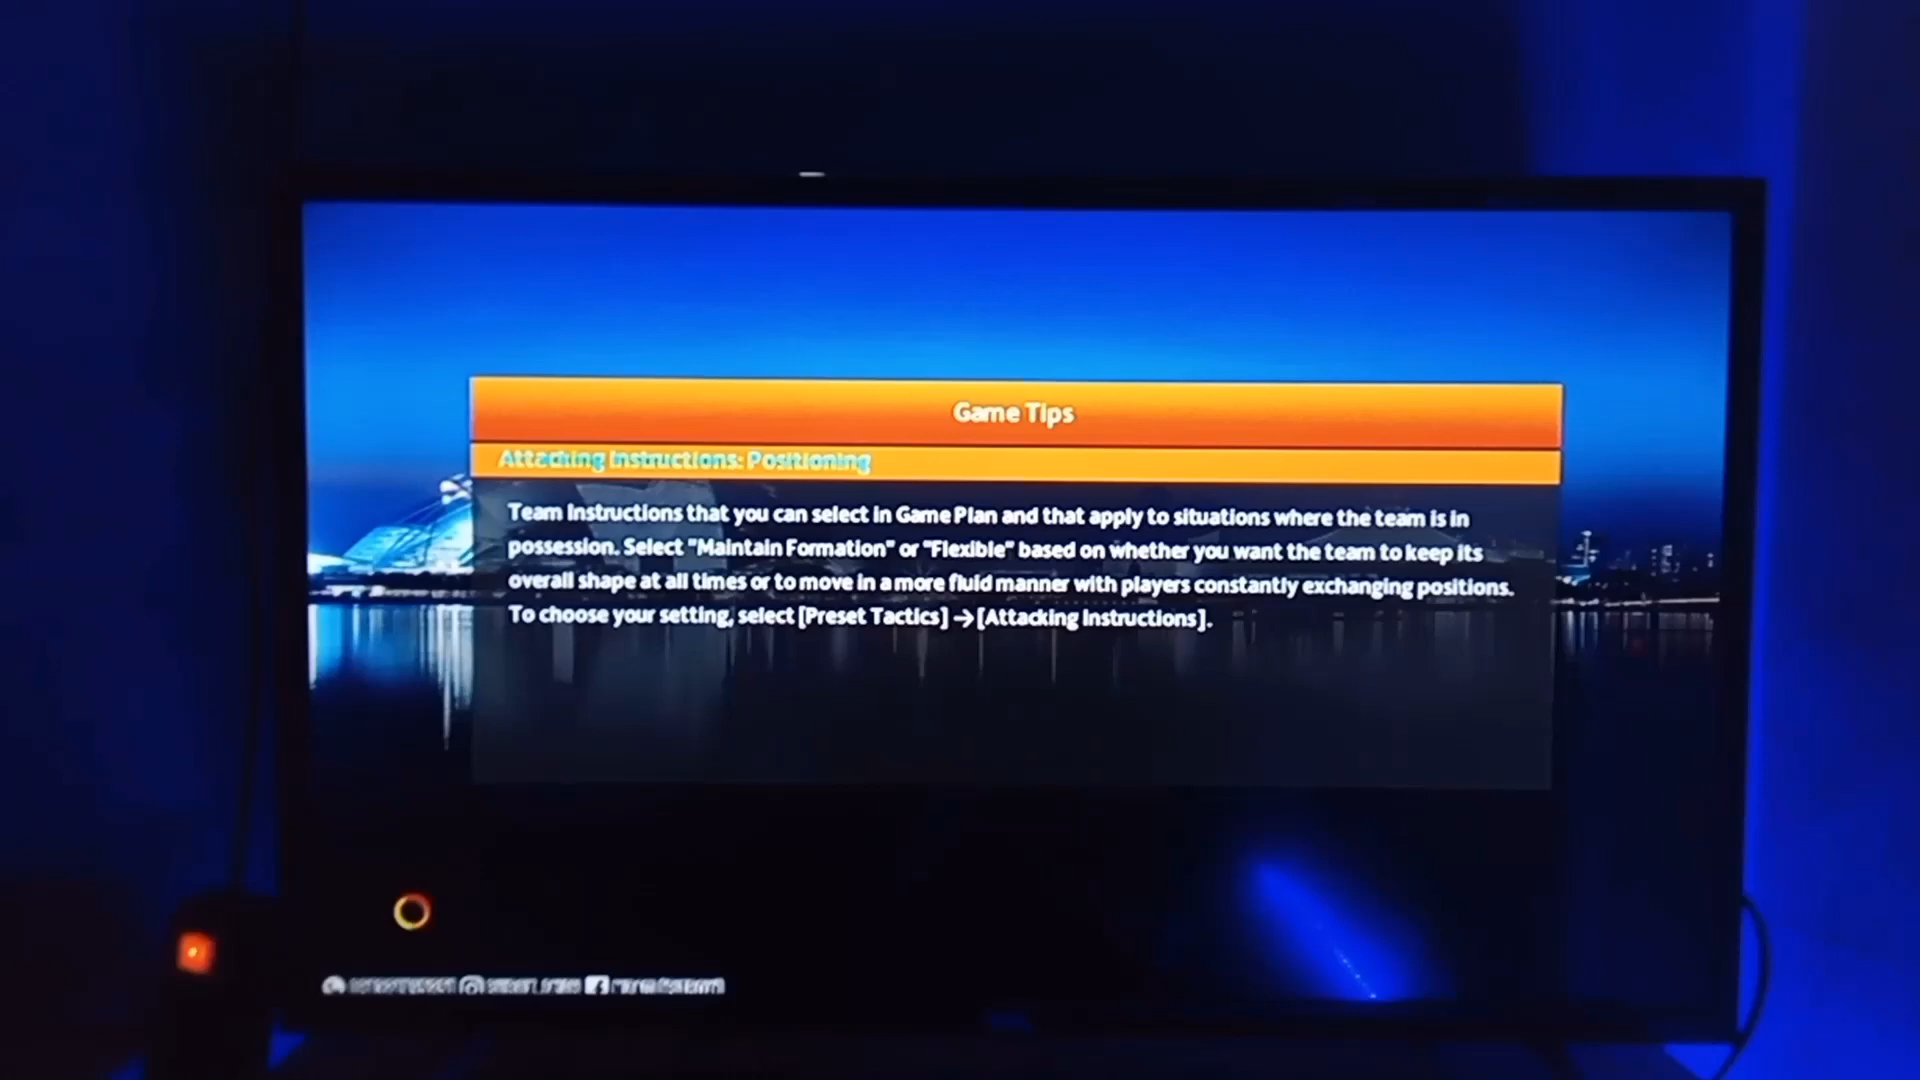 Game Tips
Attacking Instructions: Positioning
Team Instructions that you can select in Game Plan and that apply to situations where the team is in
possession. Select "Maintain Formation" or "Flexible" based on whether you want the team to keep its
overall shape at all times or to move in a more fluid manner with players constantly exchanging positions.
To choose your setting, select [Preset Tactics] →[Attacking Instructions].